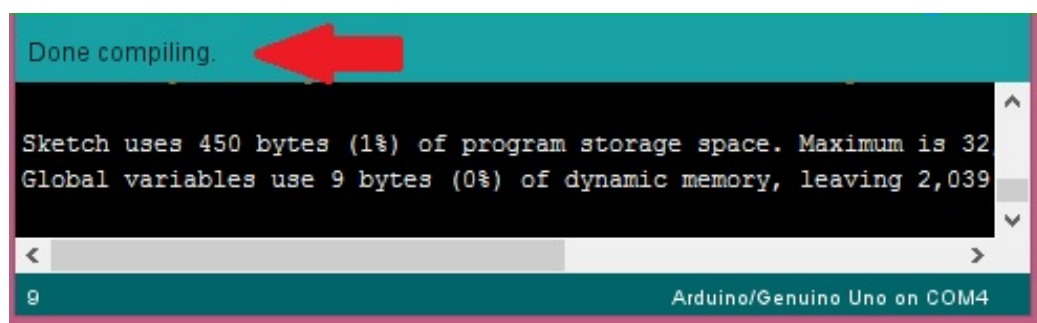 Done compiling.
Sketch uses 450 bytes (1%) of program storage space. Maximum is 32,
Global variables use 9 bytes (0%) of dynamic memory, leaving 2,039
9
Arduino/Genuino Uno on COM4